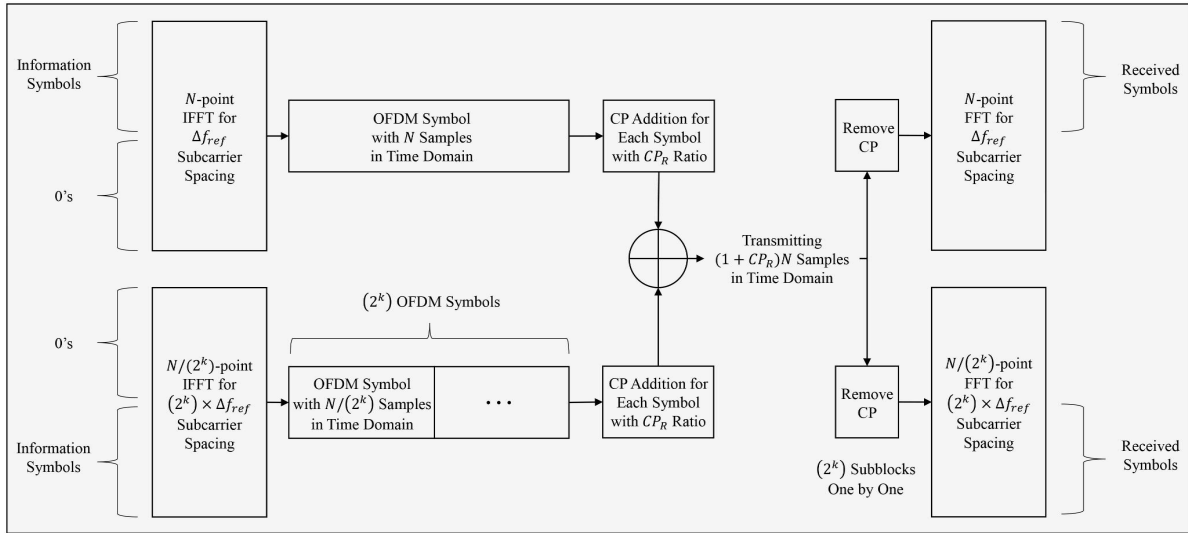 Information
Symbols
0's
N-point
IFFT for
Δf_ref
Subcarrier
Spacing
OFDM Symbol
with N Samples
in Time Domain
CP Addition for
Each Symbol
with CP_R Ratio
Transmitting
(1 + CP_R)N Samples
in Time Domain
Remove
CP
N-point
FFT for
Δf_ref
Subcarrier
Spacing
Received
Symbols
0's
Information
Symbols
N/(2^k)-point
IFFT for
(2^k) × Δf_ref
Subcarrier
Spacing
(2^k) OFDM Symbols
OFDM Symbol
with N/(2^k) Samples
in Time Domain
• • •
CP Addition for
Each Symbol
with CP_R Ratio
Remove
CP
(2^k) Subblocks
One by One
N/(2^k)-point
FFT for
(2^k) × Δf_ref
Subcarrier
Spacing
Received
Symbols